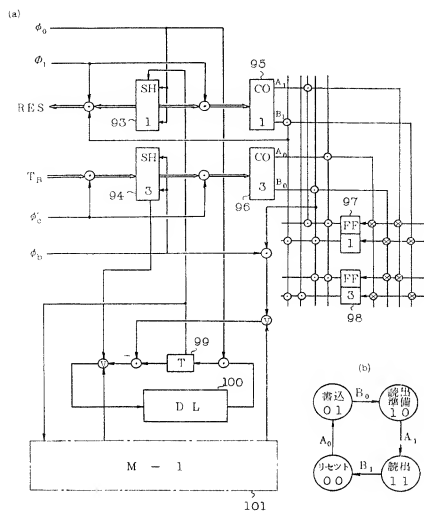 (a)
Φ₀
Φ₁
95
SH
CO
A₁
RES
93
1
1
B₁
SH
CO
A₀
T_R
94
3
96
3
B₀
97
φ'c
FF
1
φ_b
FF
3
98
99
T
100
DL
(b)
書込
01
B₀
読出準備
10
A₀
A₁
リセット
00
B₁
読出
11
M-1
101